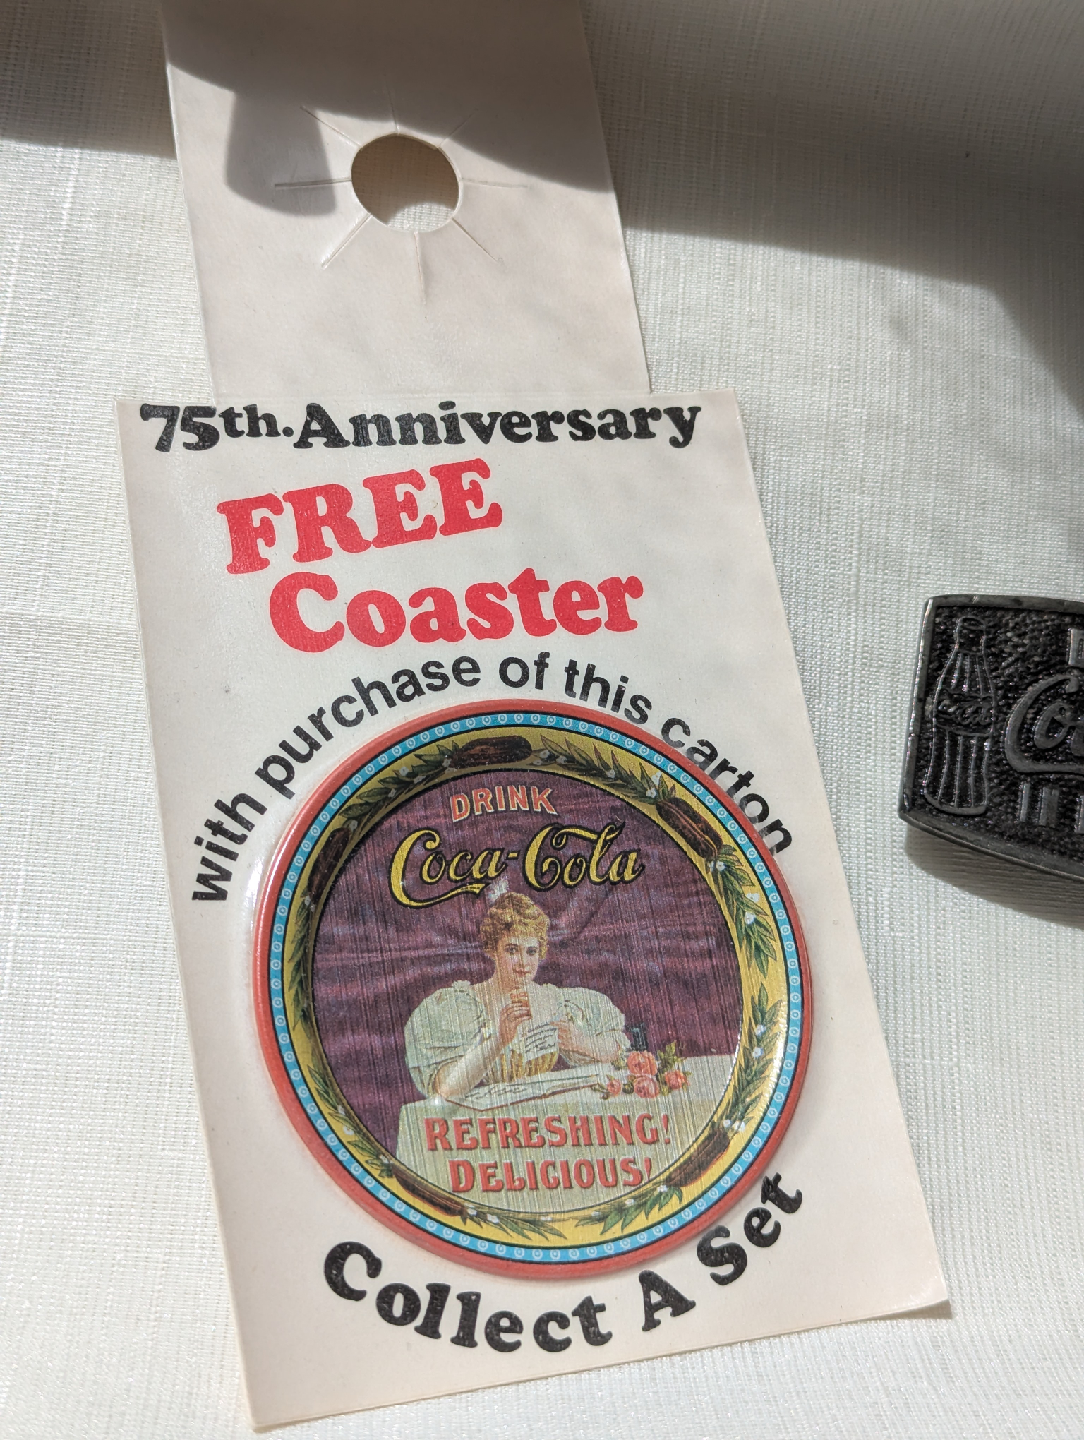 75th. Anniversary
FREE
Coaster
with purchase of this carton
DRINK
Coca-Cola
REFRESHING!
DELICIOUS!
Collect A Set